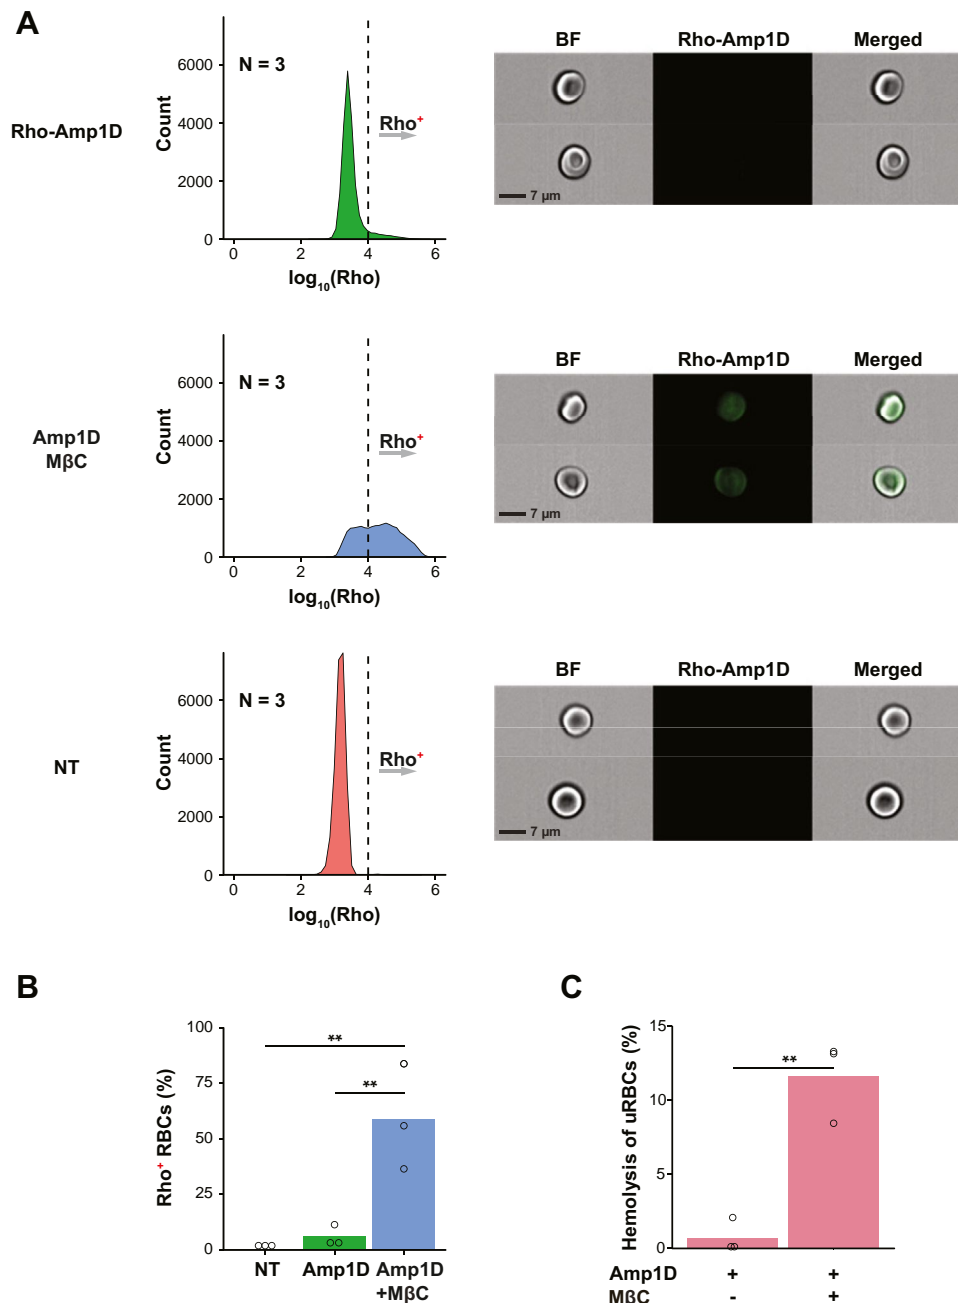 A
BF Rho-Amp1D Merged
6000
N = 3
Rho-Amp1D
Count
4000
Rho+
2000
7 µm
0
0 2 4 6
log10(Rho)
BF Rho-Amp1D Merged
6000
N = 3
Amp1D
MβC
Count
4000
Rho+
2000
7 µm
0
0 2 4 6
log10(Rho)
BF Rho-Amp1D Merged
6000
N = 3
NT
Count
4000
Rho+
2000
7 µm
0
0 2 4 6
log10(Rho)
B
Rho+ RBCs (%)
100
75
50
25
0
**
**
NT Amp1D Amp1D
+MβC
C
Hemolysis of uRBCs (%)
15
10
5
0
**
Amp1D + +
MβC - +